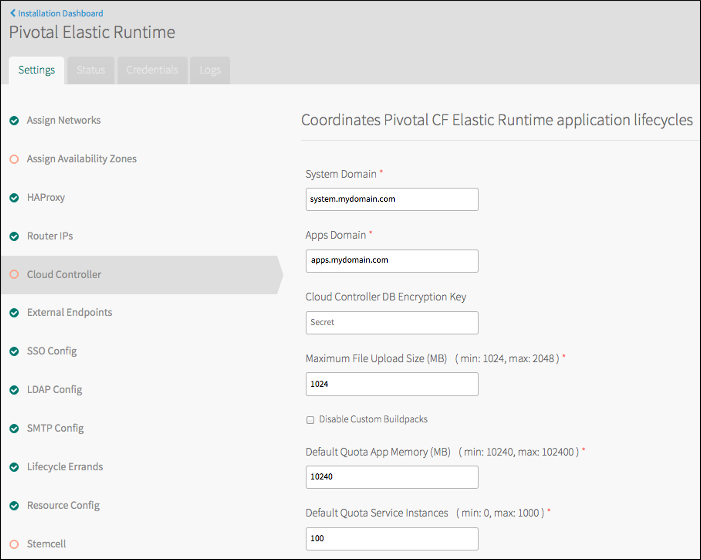 Installation Dashboard
Pivotal Elastic Runtime
Settings
Status
Credentials
Logs
Assign Networks
Assign Availability Zones
HAProxy
Router IPs
Cloud Controller
External Endpoints
SSO Config
LDAP Config
SMTP Config
Lifecycle Errands
Resource Config
Stemcell
Coordinates Pivotal CF Elastic Runtime application lifecycles
System Domain *
system.mydomain.com
Apps Domain *
apps.mydomain.com
Cloud Controller DB Encryption Key
Secret
Maximum File Upload Size (MB) ( min: 1024, max: 2048 ) *
1024
Disable Custom Buildpacks
Default Quota App Memory (MB) ( min: 10240, max: 102400 ) *
10240
Default Quota Service Instances ( min: 0, max: 1000 ) *
100